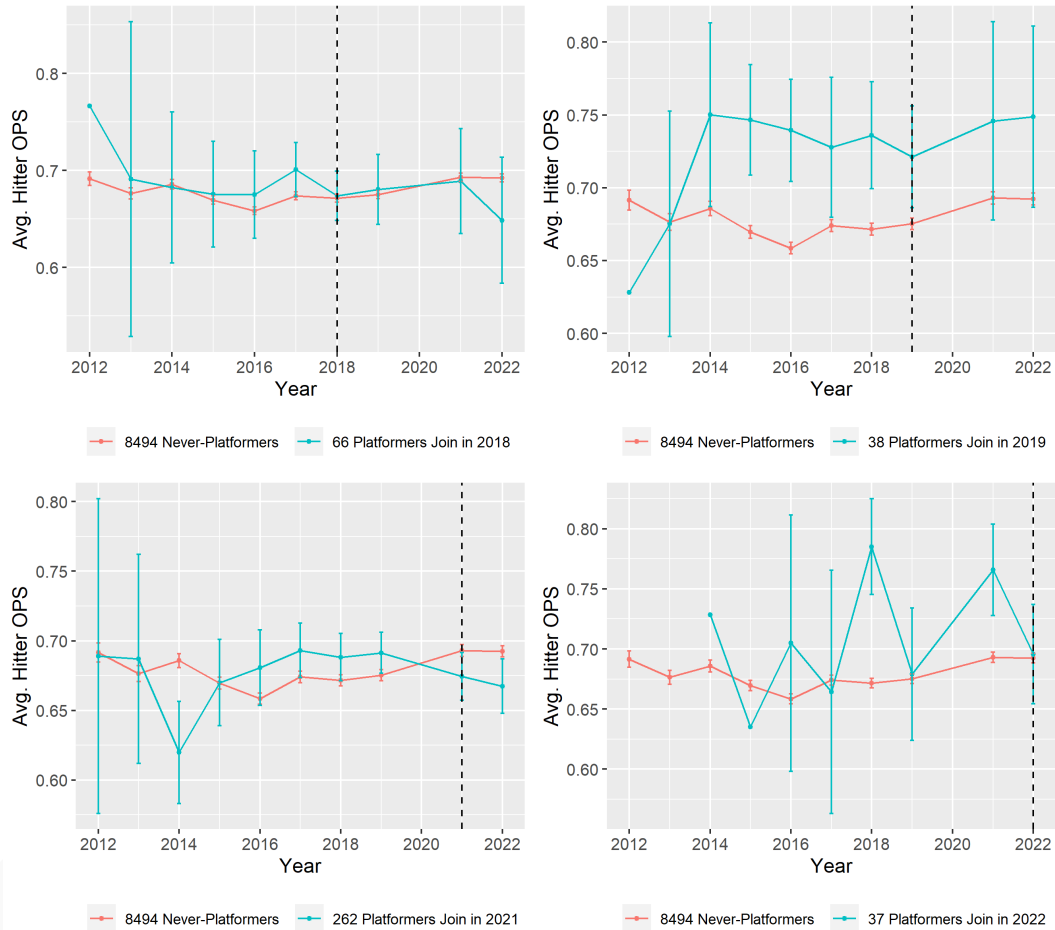 0.8
0.7
0.6
Avg. Hitter OPS
2012 2014 2016 2018 2020 2022
Year
8494 Never-Platformers 66 Platformers Join in 2018
0.80
0.75
0.70
0.65
0.60
Avg. Hitter OPS
2012 2014 2016 2018 2020 2022
Year
8494 Never-Platformers 38 Platformers Join in 2019
0.80
0.75
0.70
0.65
0.60
Avg. Hitter OPS
2012 2014 2016 2018 2020 2022
Year
8494 Never-Platformers 262 Platformers Join in 2021
0.80
0.75
0.70
0.65
0.60
Avg. Hitter OPS
2012 2014 2016 2018 2020 2022
Year
8494 Never-Platformers 37 Platformers Join in 2022